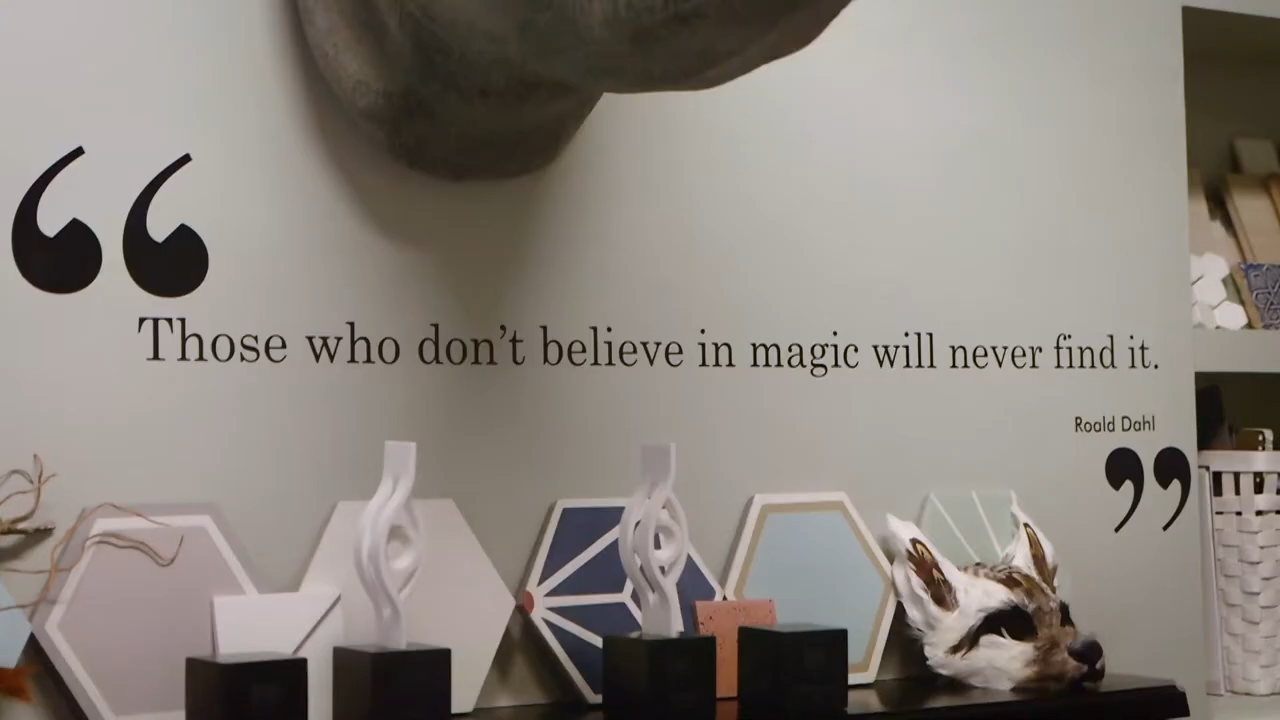 “
Those who don’t believe in magic will never find it.
Roald Dahl
”